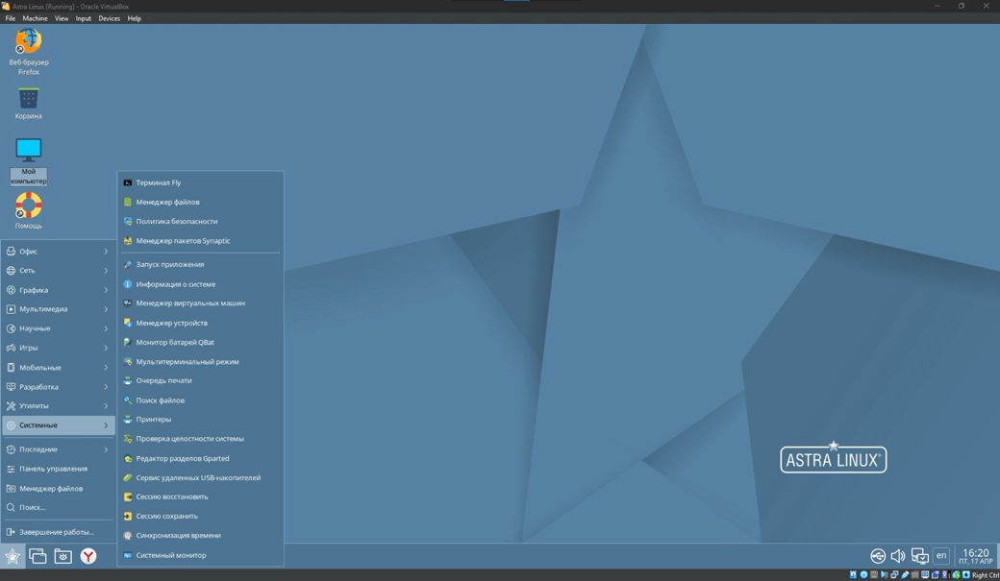 Astra Linux [Running] - Oracle VirtualBox
File Machine View Input Devices Help
Веб-браузер
Firefox
Корзина
Мой
компьютер
Помощь
Офис
Сеть
Графика
Мультимедиа
Научные
Игры
Мобильные
Разработка
Утилиты
Системные
Последние
Панель управления
Менеджер файлов
Поиск...
Завершение работы...
Терминал Fly
Менеджер файлов
Политика безопасности
Менеджер пакетов Synaptic
Запуск приложения
Информация о системе
Менеджер виртуальных машин
Менеджер устройств
Монитор батарей QBat
Мультитерминальный режим
Очередь печати
Поиск файлов
Принтеры
Проверка целостности системы
Редактор разделов Gparted
Сервис удаленных USB-накопителей
Сессию восстановить
Сессию сохранить
Синхронизация времени
Системный монитор
ASTRA LINUX®
en
16:20
ПТ, 17 АПР
Right Ctrl